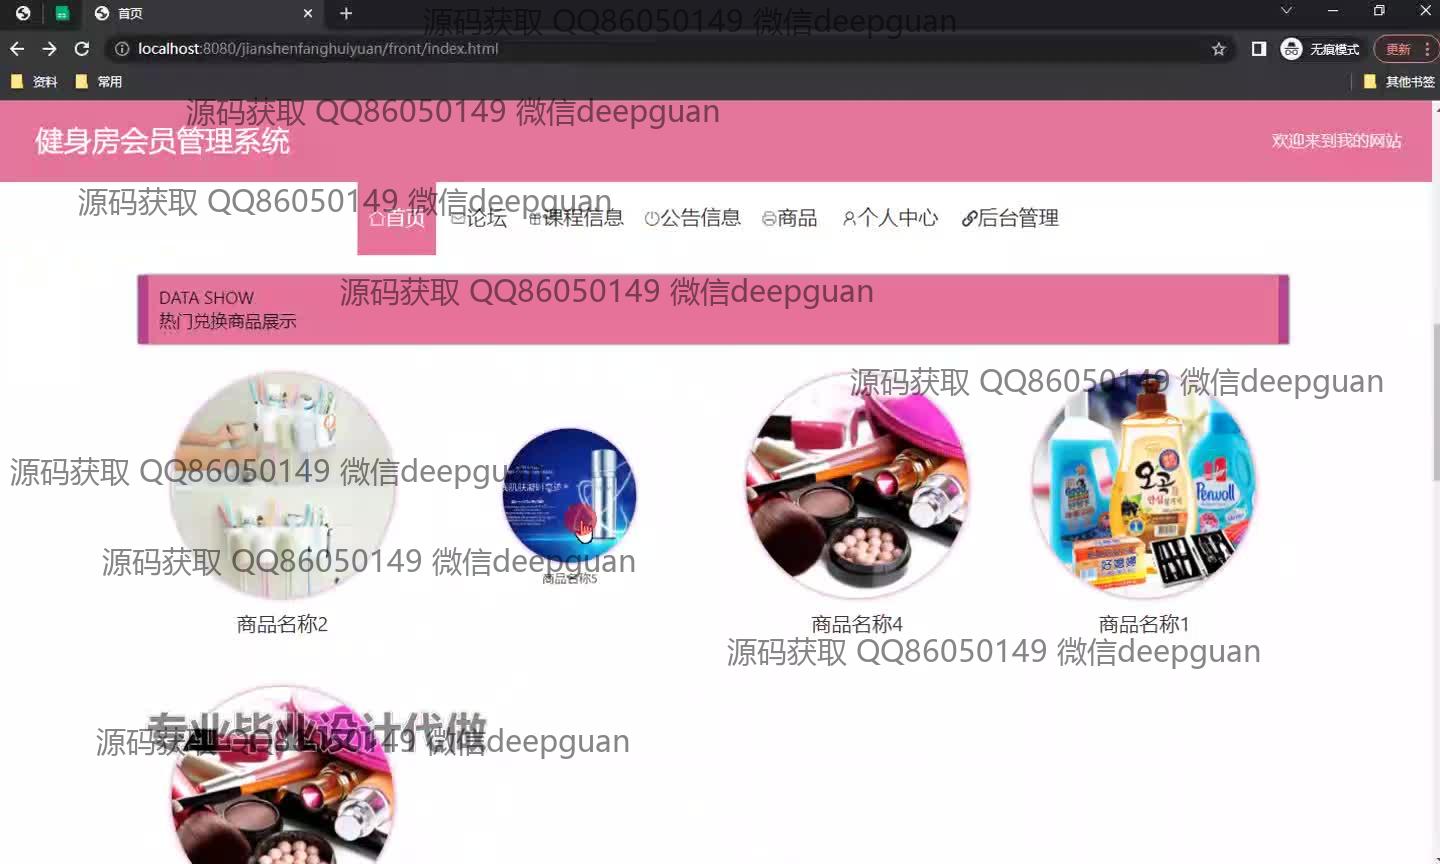 首页
源码获取 QQ86050149 微信deepguan
localhost:8080/jianshenfanghuiyuan/front/index.html
无痕模式
更新
资料
常用
其他书签
源码获取 QQ86050149 微信deepguan
健身房会员管理系统
欢迎来到我的网站
源码获取 QQ86050149 微信deepguan
首页 论坛 课程信息 公告信息 商品 个人中心 后台管理
DATA SHOW
源码获取 QQ86050149 微信deepguan
热门兑换商品展示
源码获取 QQ86050149 微信deepguan
源码获取 QQ86050149 微信deepguan
오곡
Perwoll
源码获取 QQ86050149 微信deepguan
商品名称5
商品名称2
商品名称4
商品名称1
源码获取 QQ86050149 微信deepguan
专业毕业设计代做
源码获取 QQ86050149 微信deepguan